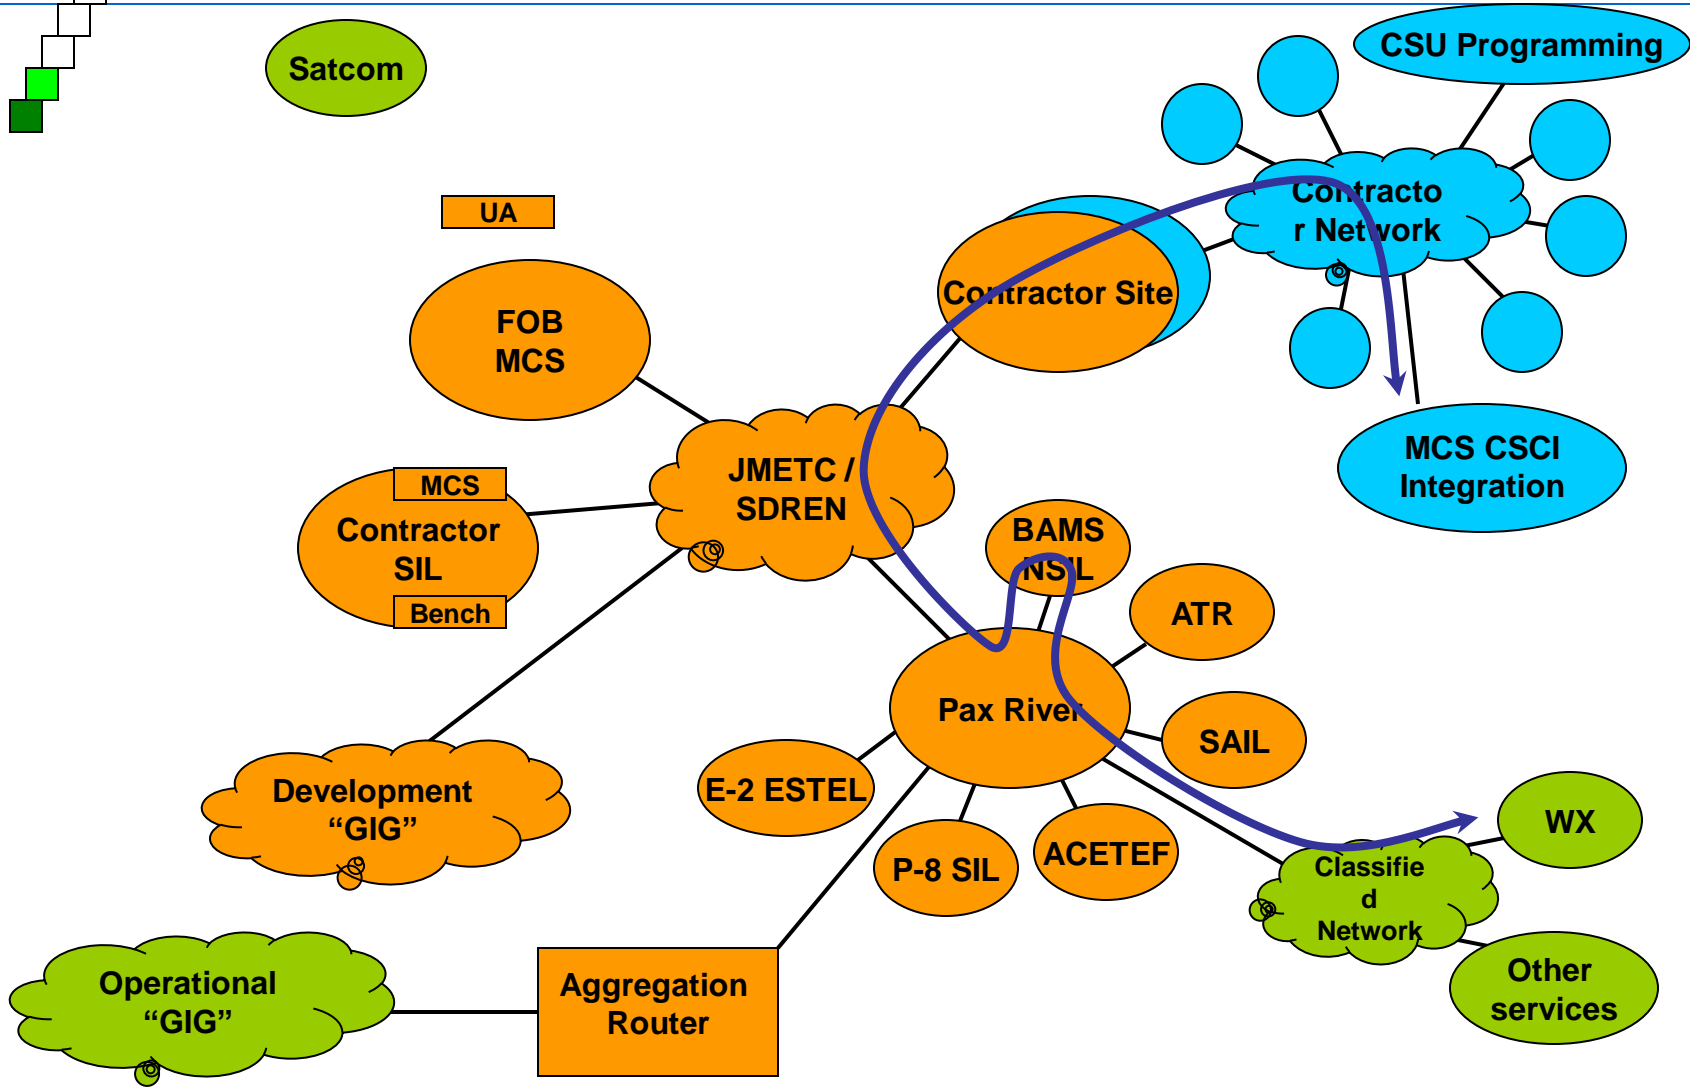 Satcom
CSU Programming
UA
Contracto
r Network
Contractor Site
FOB
MCS
MCS CSCI
Integration
JMETC /
SDREN
MCS
Contractor
SIL
Bench
BAMS
NSIL
ATR
Pax River
SAIL
E-2 ESTEL
Development
“GIG”
P-8 SIL
ACETEF
WX
Classifie
d
Network
Other
services
Operational
“GIG”
Aggregation
Router